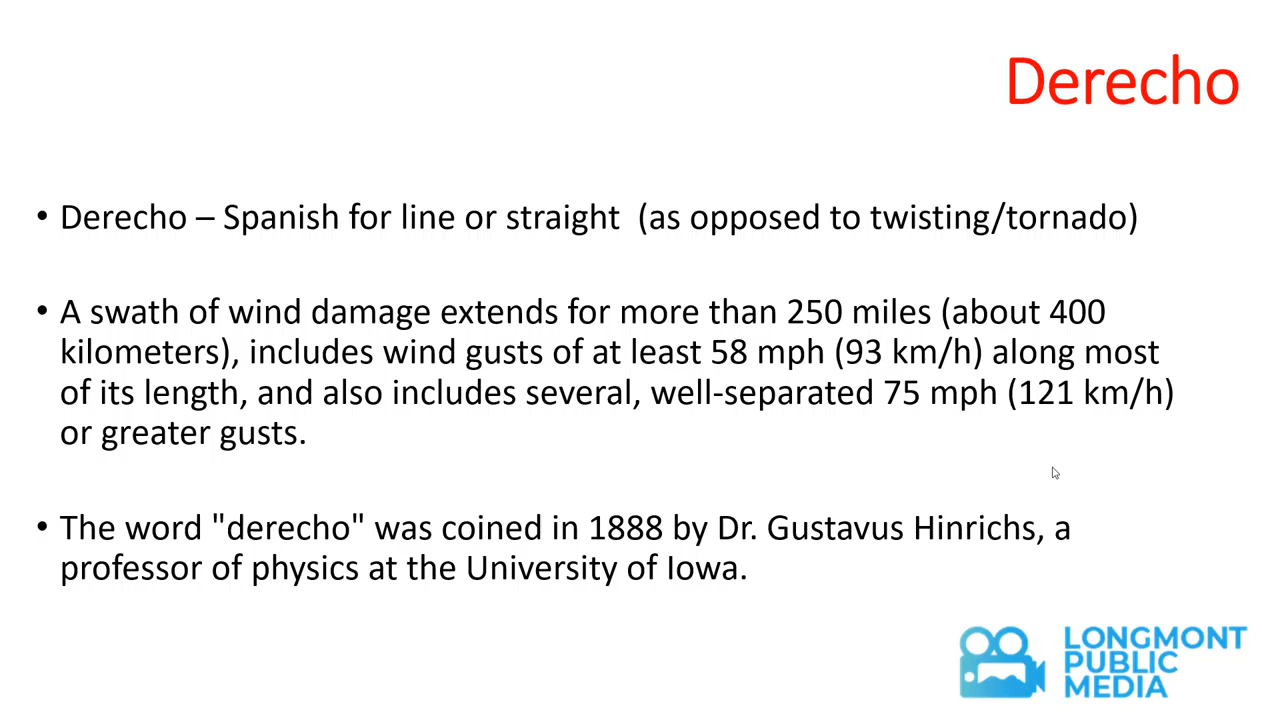 Derecho
• Derecho – Spanish for line or straight  (as opposed to twisting/tornado)
• A swath of wind damage extends for more than 250 miles (about 400
kilometers), includes wind gusts of at least 58 mph (93 km/h) along most
of its length, and also includes several, well-separated 75 mph (121 km/h)
or greater gusts.
• The word "derecho" was coined in 1888 by Dr. Gustavus Hinrichs, a
professor of physics at the University of Iowa.
LONGMONT
PUBLIC
MEDIA